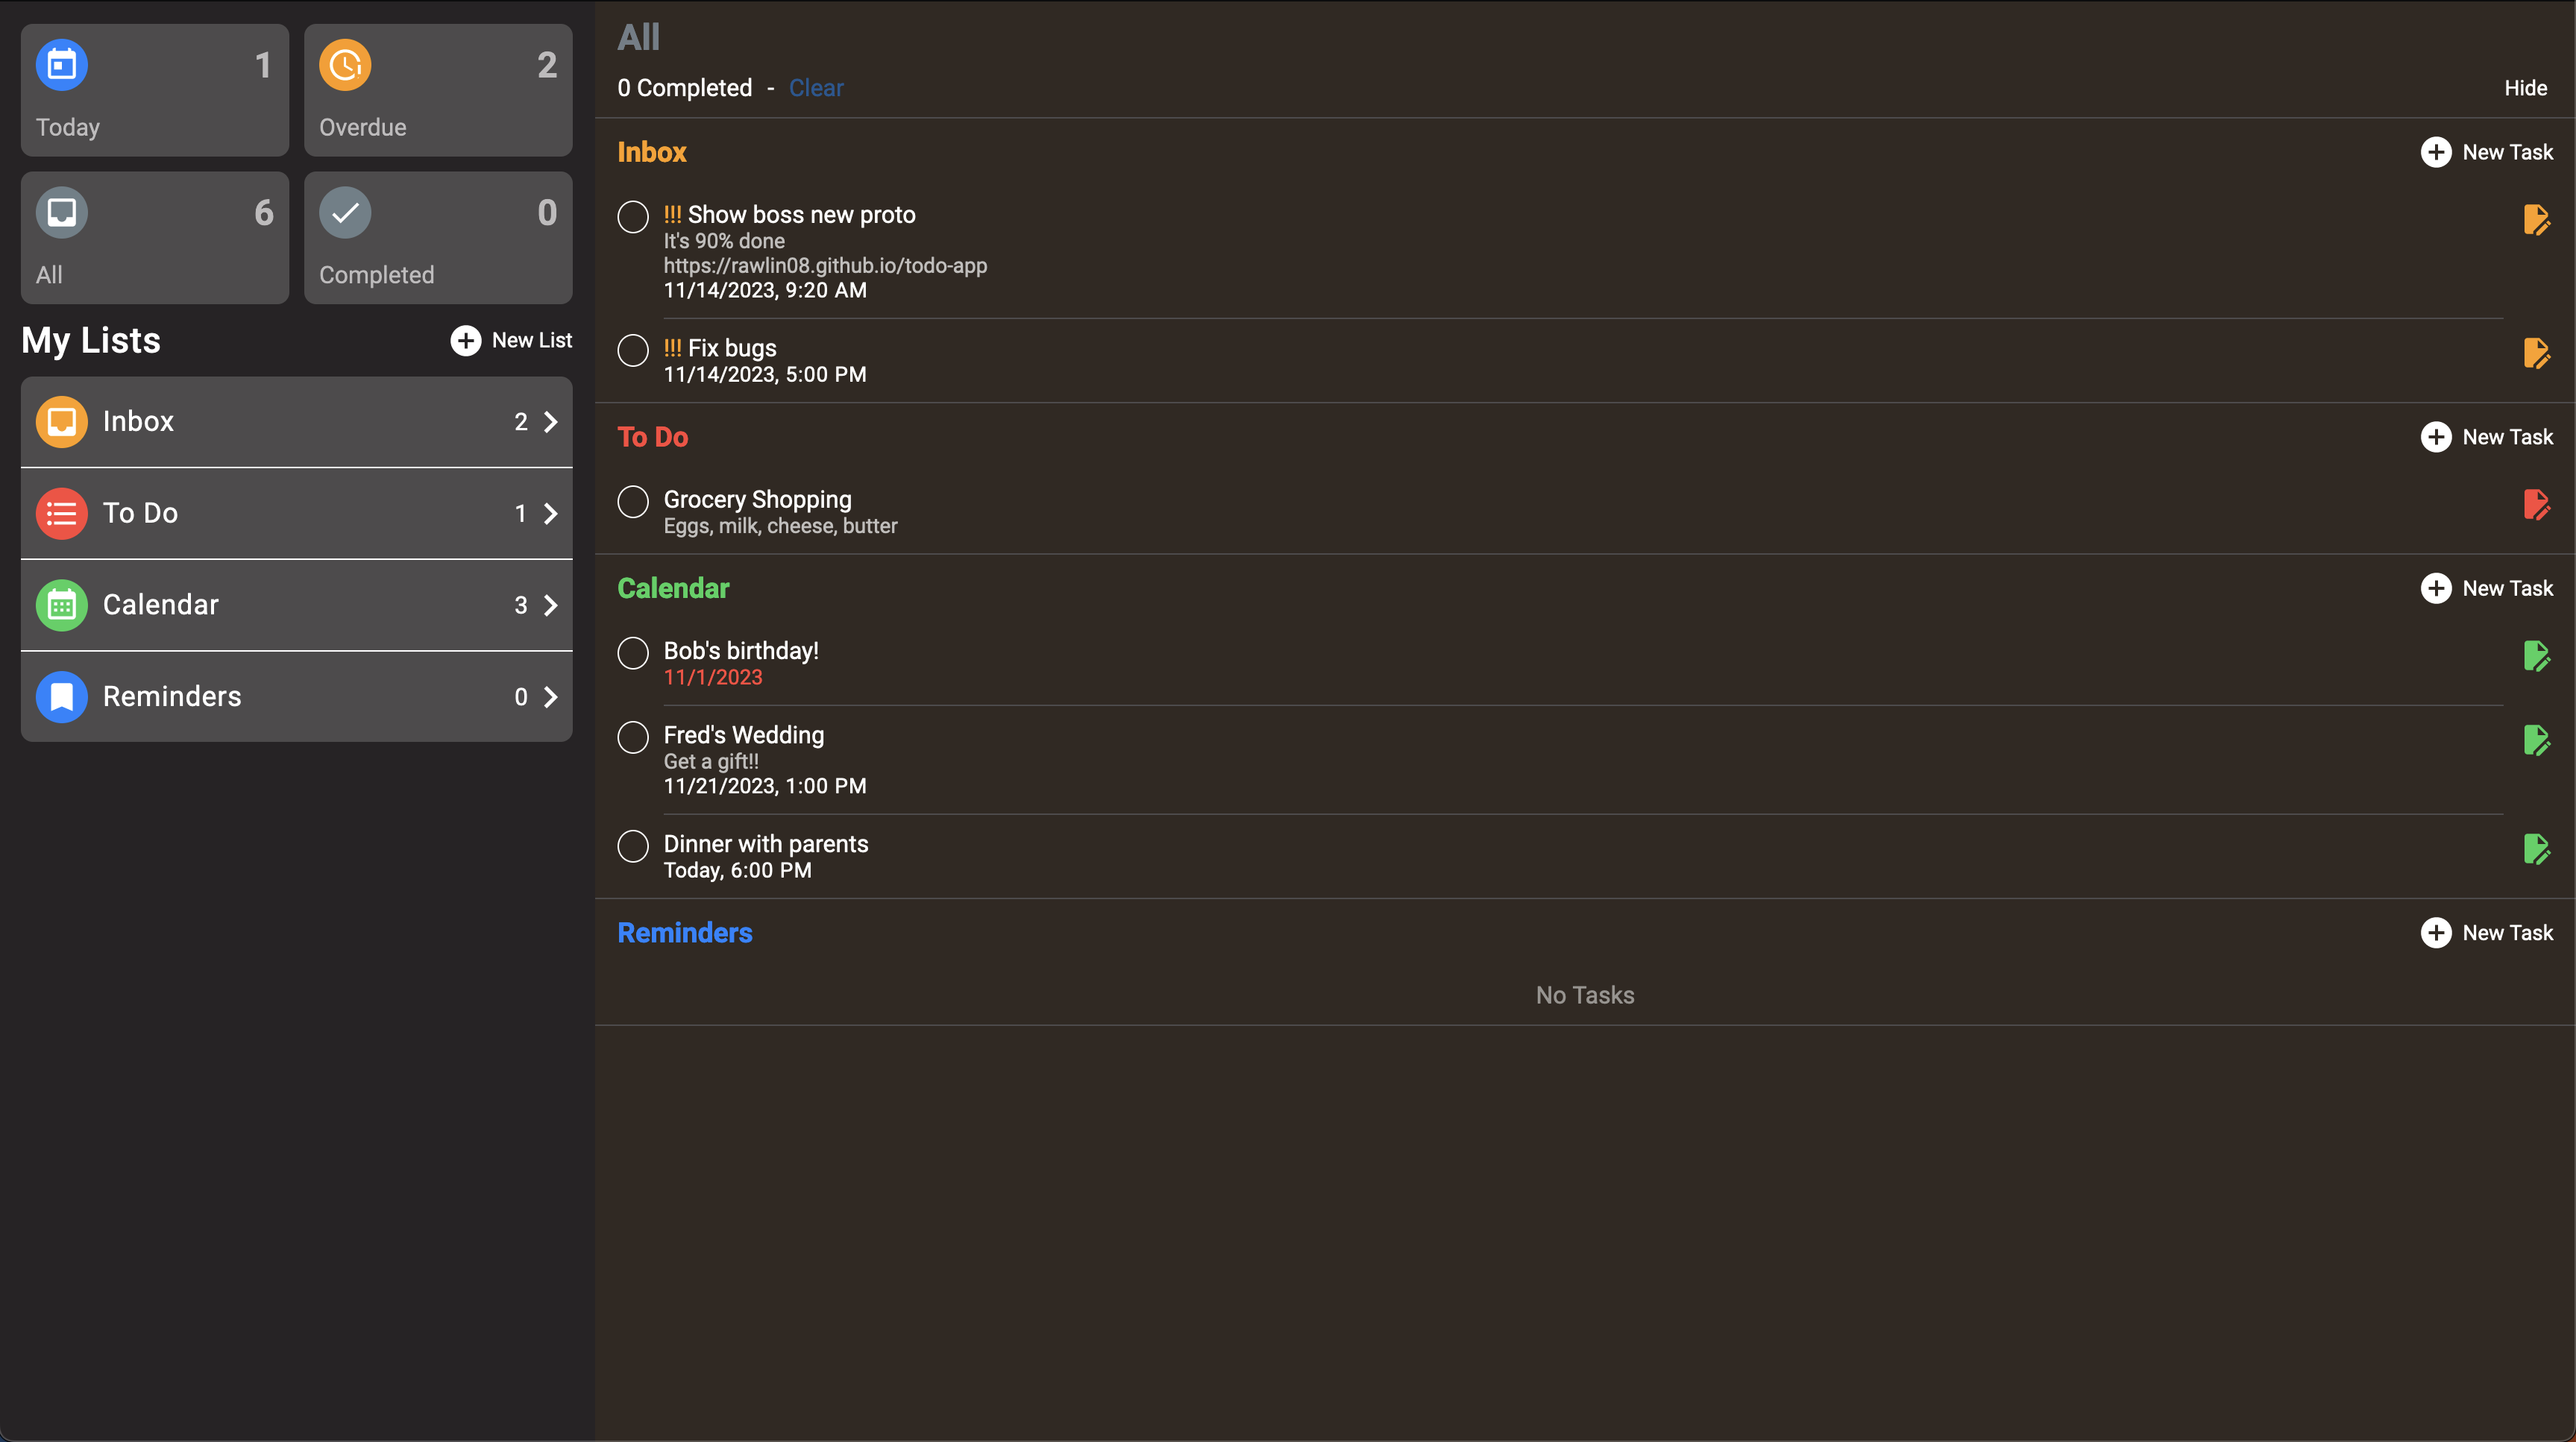 1
Today
2
Overdue
6
All
0
Completed
My Lists
New List
Inbox 2
To Do 1
Calendar 3
Reminders 0
All
0 Completed - Clear
Hide
Inbox
New Task
!!! Show boss new proto
It's 90% done
https://rawlin08.github.io/todo-app
11/14/2023, 9:20 AM
!!! Fix bugs
11/14/2023, 5:00 PM
To Do
New Task
Grocery Shopping
Eggs, milk, cheese, butter
Calendar
New Task
Bob's birthday!
11/1/2023
Fred's Wedding
Get a gift!!
11/21/2023, 1:00 PM
Dinner with parents
Today, 6:00 PM
Reminders
New Task
No Tasks